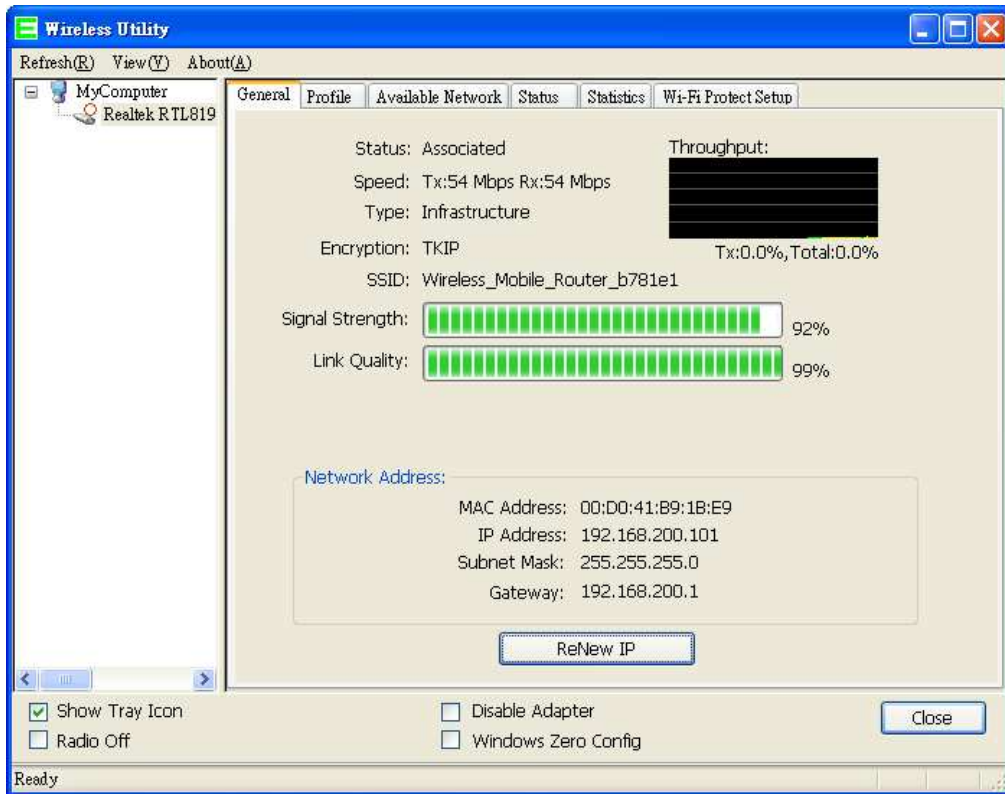 Wireless Utility
Refresh(R) View(V) About(A)
MyComputer
Realtek RTL819
General Profile Available Network Status Statistics Wi-Fi Protect Setup
Status: Associated
Throughput:
Speed: Tx:54 Mbps Rx:54 Mbps
Type: Infrastructure
Encryption: TKIP
Tx:0.0%,Total:0.0%
SSID: Wireless_Mobile_Router_b781e1
Signal Strength: 92%
Link Quality: 99%
Network Address:
MAC Address: 00:D0:41:B9:1B:E9
IP Address: 192.168.200.101
Subnet Mask: 255.255.255.0
Gateway: 192.168.200.1
ReNew IP
Show Tray Icon
Disable Adapter
Close
Radio Off
Windows Zero Config
Ready